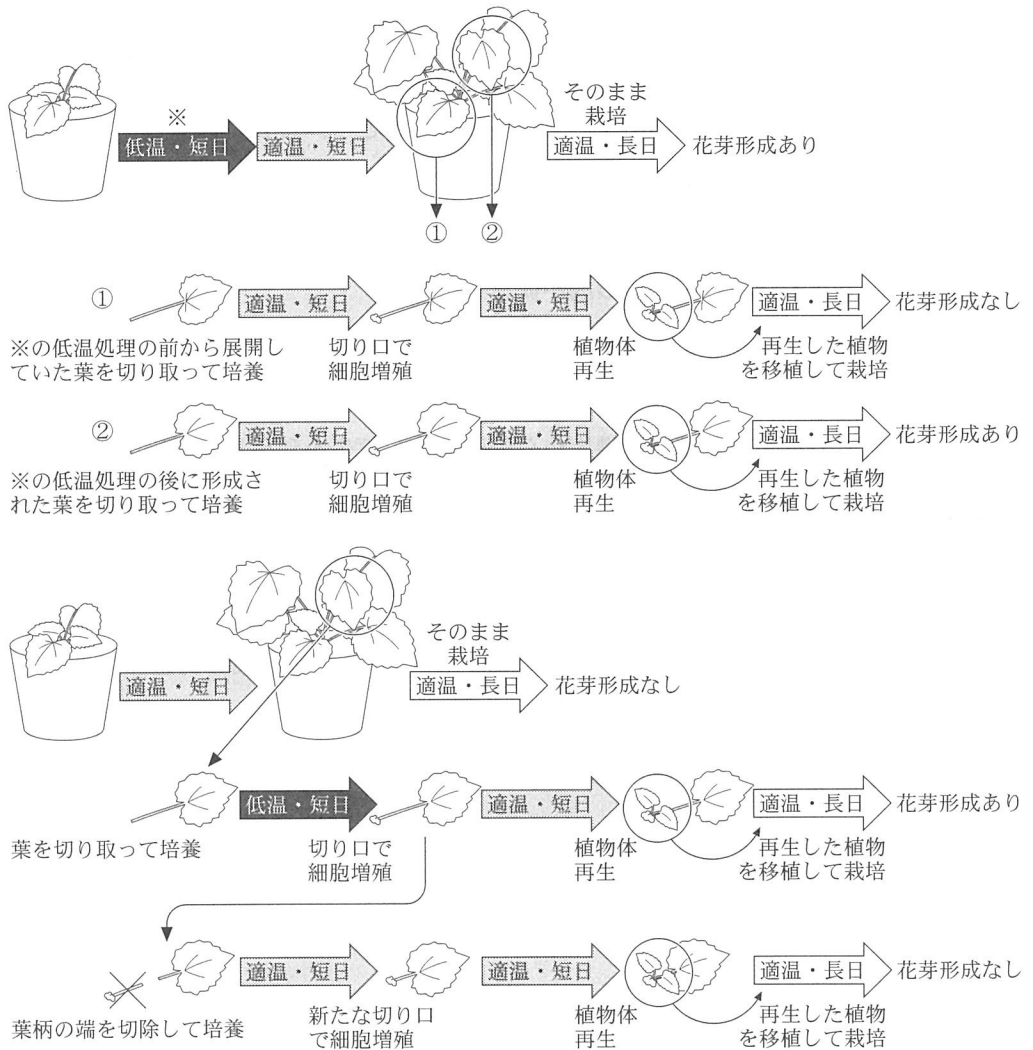 ※
低温・短日
適温・短日
そのまま
栽培
適温・長日
花芽形成あり
①
②
①
適温・短日
適温・短日
適温・長日
花芽形成なし
※の低温処理の前から展開し
ていた葉を切り取って培養
切り口で
細胞増殖
植物体
再生
再生した植物
を移植して栽培
②
適温・短日
適温・短日
適温・長日
花芽形成あり
※の低温処理の後に形成さ
れた葉を切り取って培養
切り口で
細胞増殖
植物体
再生
再生した植物
を移植して栽培
適温・短日
そのまま
栽培
適温・長日
花芽形成なし
低温・短日
適温・短日
適温・長日
花芽形成あり
葉を切り取って培養
切り口で
細胞増殖
植物体
再生
再生した植物
を移植して栽培
適温・短日
適温・短日
適温・長日
花芽形成なし
葉柄の端を切除して培養
新たな切り口
で細胞増殖
植物体
再生
再生した植物
を移植して栽培